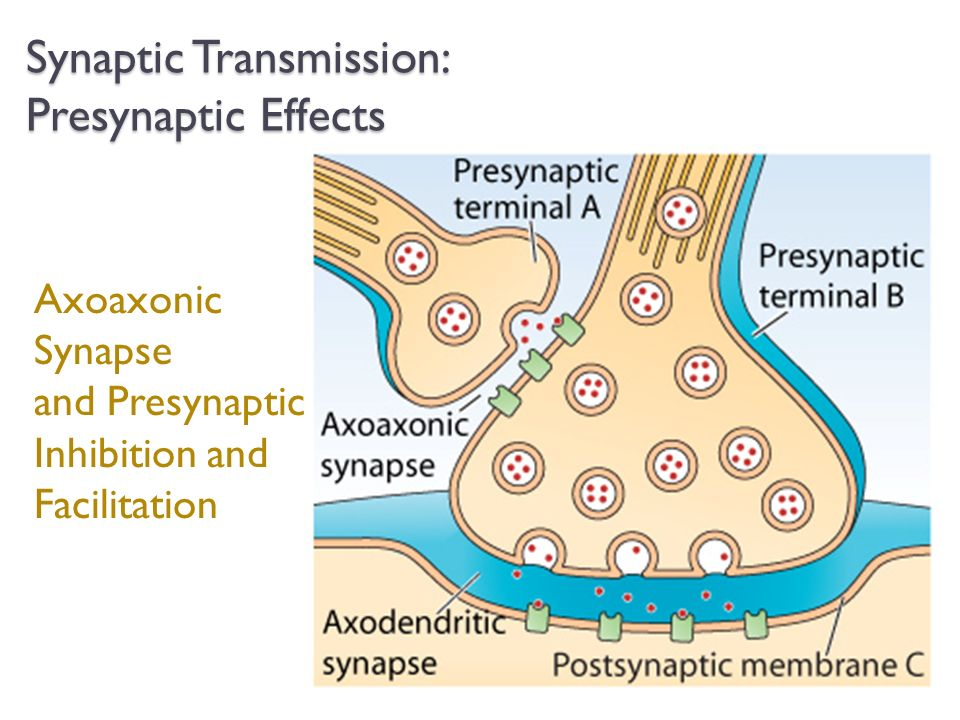 Synaptic Transmission:
Presynaptic Effects
Axoaxonic
Synapse
and Presynaptic
Inhibition and
Facilitation
Presynaptic
terminal A
Presynaptic
terminal B
Axoaxonic
synapse
Axodendritic
synapse
Postsynaptic membrane C